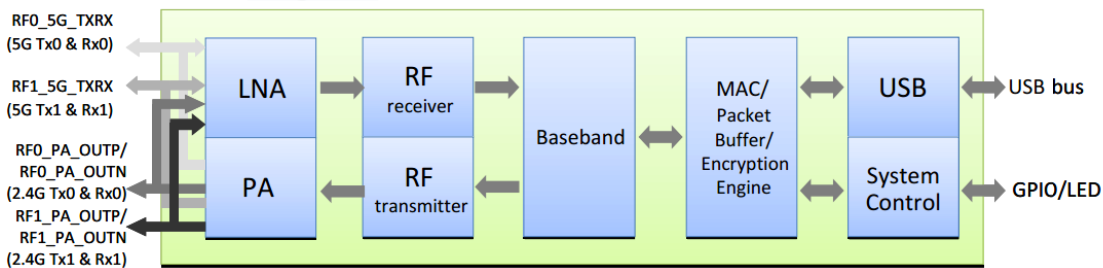 RF0_5G_TXRX
(5G Tx0 & Rx0)
RF1_5G_TXRX
(5G Tx1 & Rx1)
RF0_PA_OUTP/
RF0_PA_OUTN
(2.4G Tx0 & Rx0)
RF1_PA_OUTP/
RF1_PA_OUTN
(2.4G Tx1 & Rx1)
LNA
PA
RF
receiver
RF
transmitter
Baseband
MAC/
Packet
Buffer/
Encryption
Engine
USB
System
Control
USB bus
GPIO/LED